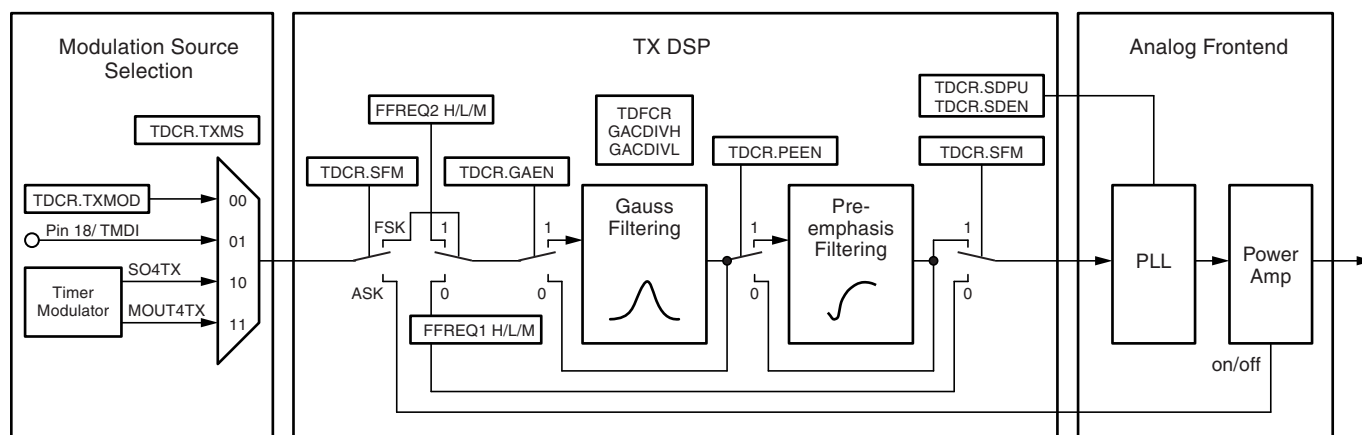 Modulation Source
Selection
TDCR.TXMS
TDCR.TXMOD
00
Pin 18/ TMDI
01
Timer
Modulator
SO4TX
10
MOUT4TX
11
TX DSP
FFREQ2 H/L/M
TDFCR
GACDIVH
GACDIVL
TDCR.SDPU
TDCR.SDEN
TDCR.SFM
TDCR.GAEN
TDCR.PEEN
TDCR.SFM
FSK
1
1
Gauss
Filtering
1
Pre-
emphasis
Filtering
1
ASK
0
0
0
0
FFREQ1 H/L/M
Analog Frontend
PLL
Power
Amp
on/off